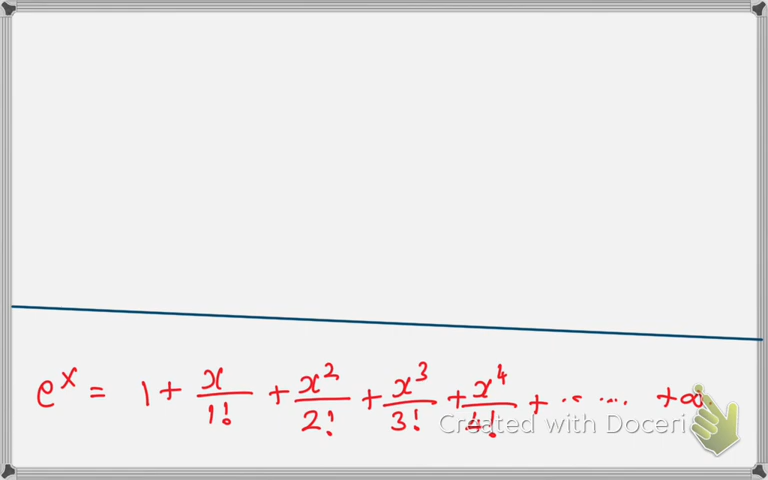 e^x = 1 + x/1! + x^2/2! + x^3/3! + x^4/4! + ...... + ∞
Created with Doceri